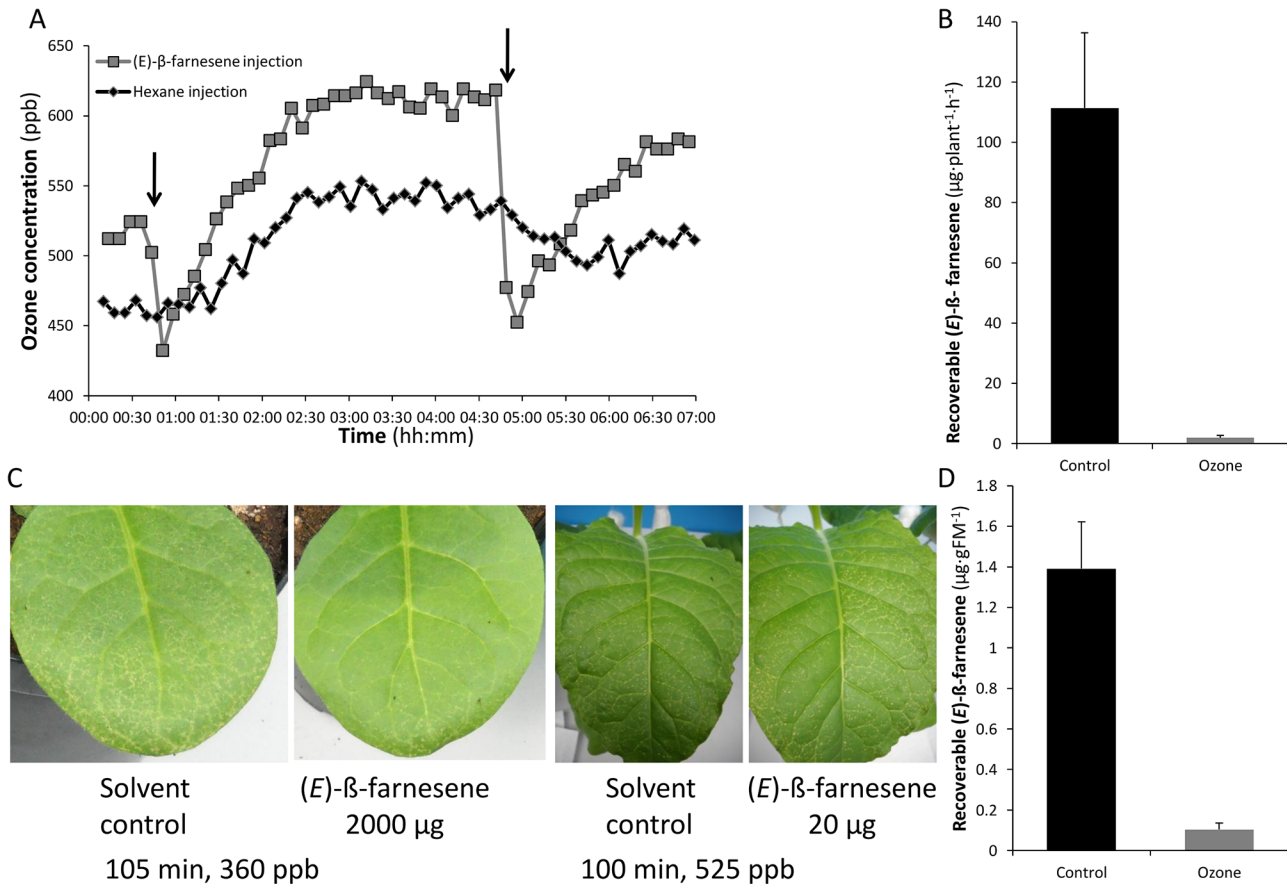 A
650
600
550
500
450
400
Ozone concentration (ppb)
(E)-β-farnesene injection
Hexane injection
00:00 00:30 01:00 01:30 02:00 02:30 03:00 03:30 04:00 04:30 05:00 05:30 06:00 06:30 07:00
Time (hh:mm)
B
140
120
100
80
60
40
20
0
Recoverable (E)-ß- farnesene (µg·plant⁻¹·h⁻¹)
Control Ozone
C
Solvent
control
(E)-ß-farnesene
2000 µg
105 min, 360 ppb
Solvent
control
(E)-ß-farnesene
20 µg
100 min, 525 ppb
D
1.8
1.6
1.4
1.2
1
0.8
0.6
0.4
0.2
0
Recoverable (E)-ß-farnesene (µg·gFM⁻¹)
Control Ozone